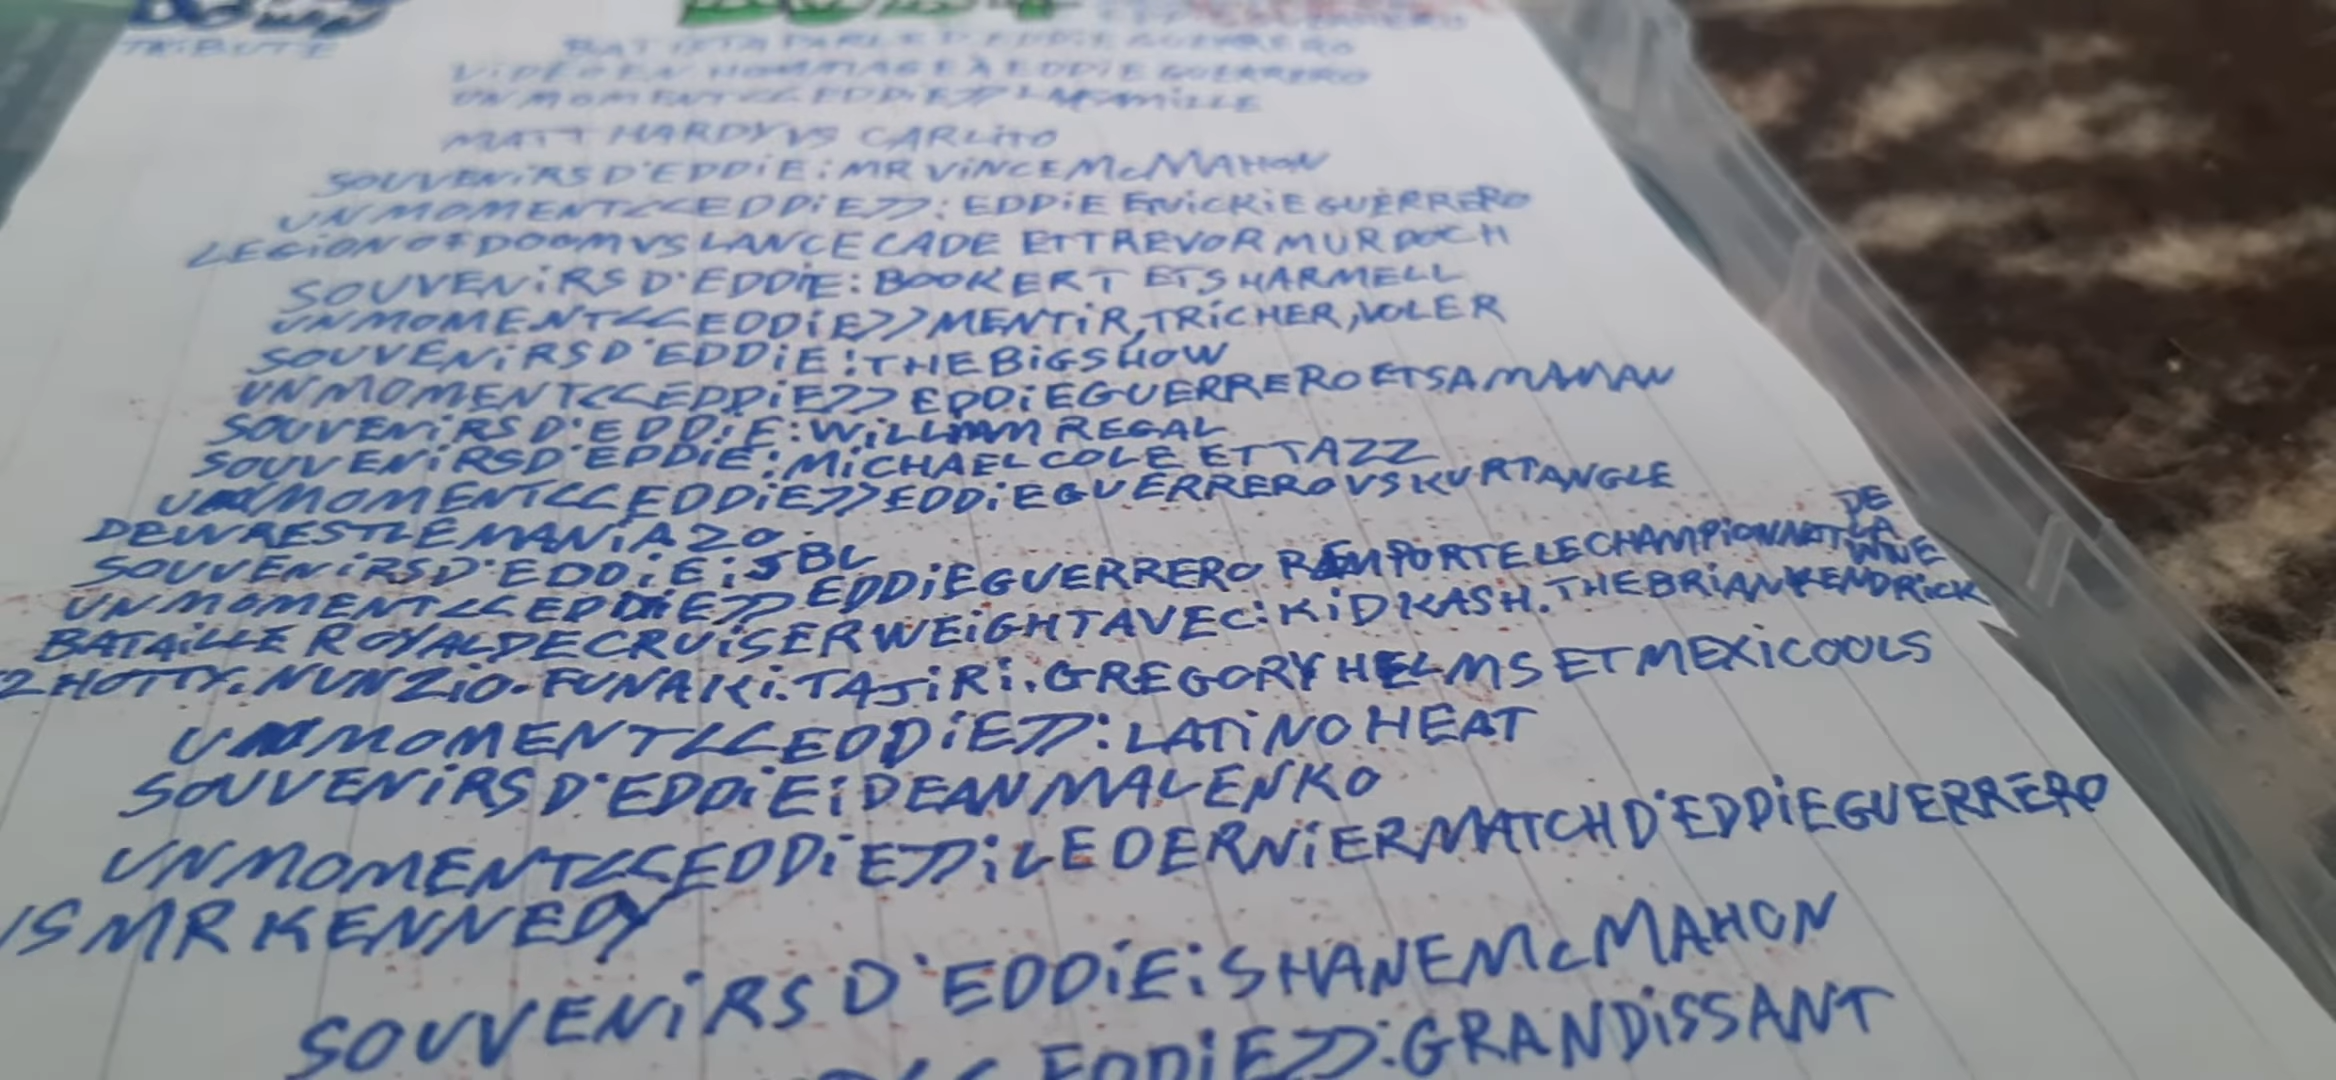 DOWN
TRIBUTE
BATISTA PARLE D'EDDIE GUERRERO
VIDÉO EN HOMMAGE À EDDIE GUERRERO
UN MOMENT << EDDIE >> LA FAMILLE
MATT HARDY VS CARLITO
SOUVENIRS D'EDDIE : MR VINCE McMAHON
UN MOMENT << EDDIE >> : EDDIE ET VICKIE GUERRERO
LEGION OF DOOM VS LANCE CADE ET TREVOR MURDOCH
SOUVENIRS D'EDDIE : BOOKER T ET SHARMELL
UN MOMENT << EDDIE >> MENTIR, TRICHER, VOLER
SOUVENIRS D'EDDIE : THE BIG SHOW
UN MOMENT << EDDIE >> EDDIE GUERRERO ET SA MAMAN
SOUVENIRS D'EDDIE : WILLIAM REGAL
SOUVENIRS D'EDDIE : MICHAEL COLE ET TAZZ
UN MOMENT << EDDIE >> EDDIE GUERRERO VS KURT ANGLE
DE WRESTLEMANIA 20
SOUVENIRS D'EDDIE : JBL
UN MOMENT << EDDIE >> EDDIE GUERRERO REMPORTE LE CHAMPIONNAT DE LA WWE
BATAILLE ROYAL DE CRUISERWEIGHT AVEC : KID KASH. THE BRIAN KENDRICK
2 HOTTY. NUNZIO. FUNAKI. TAJIRI. GREGORY HELMS ET MEXICOOLS
UN MOMENT << EDDIE >> : LATINO HEAT
SOUVENIRS D'EDDIE : DEAN MALENKO
UN MOMENT << EDDIE >> : LE DERNIER MATCH D'EDDIE GUERRERO
VS MR KENNEDY
SOUVENIRS D'EDDIE : SHANE McMAHON
<< EDDIE >> : GRANDISSANT